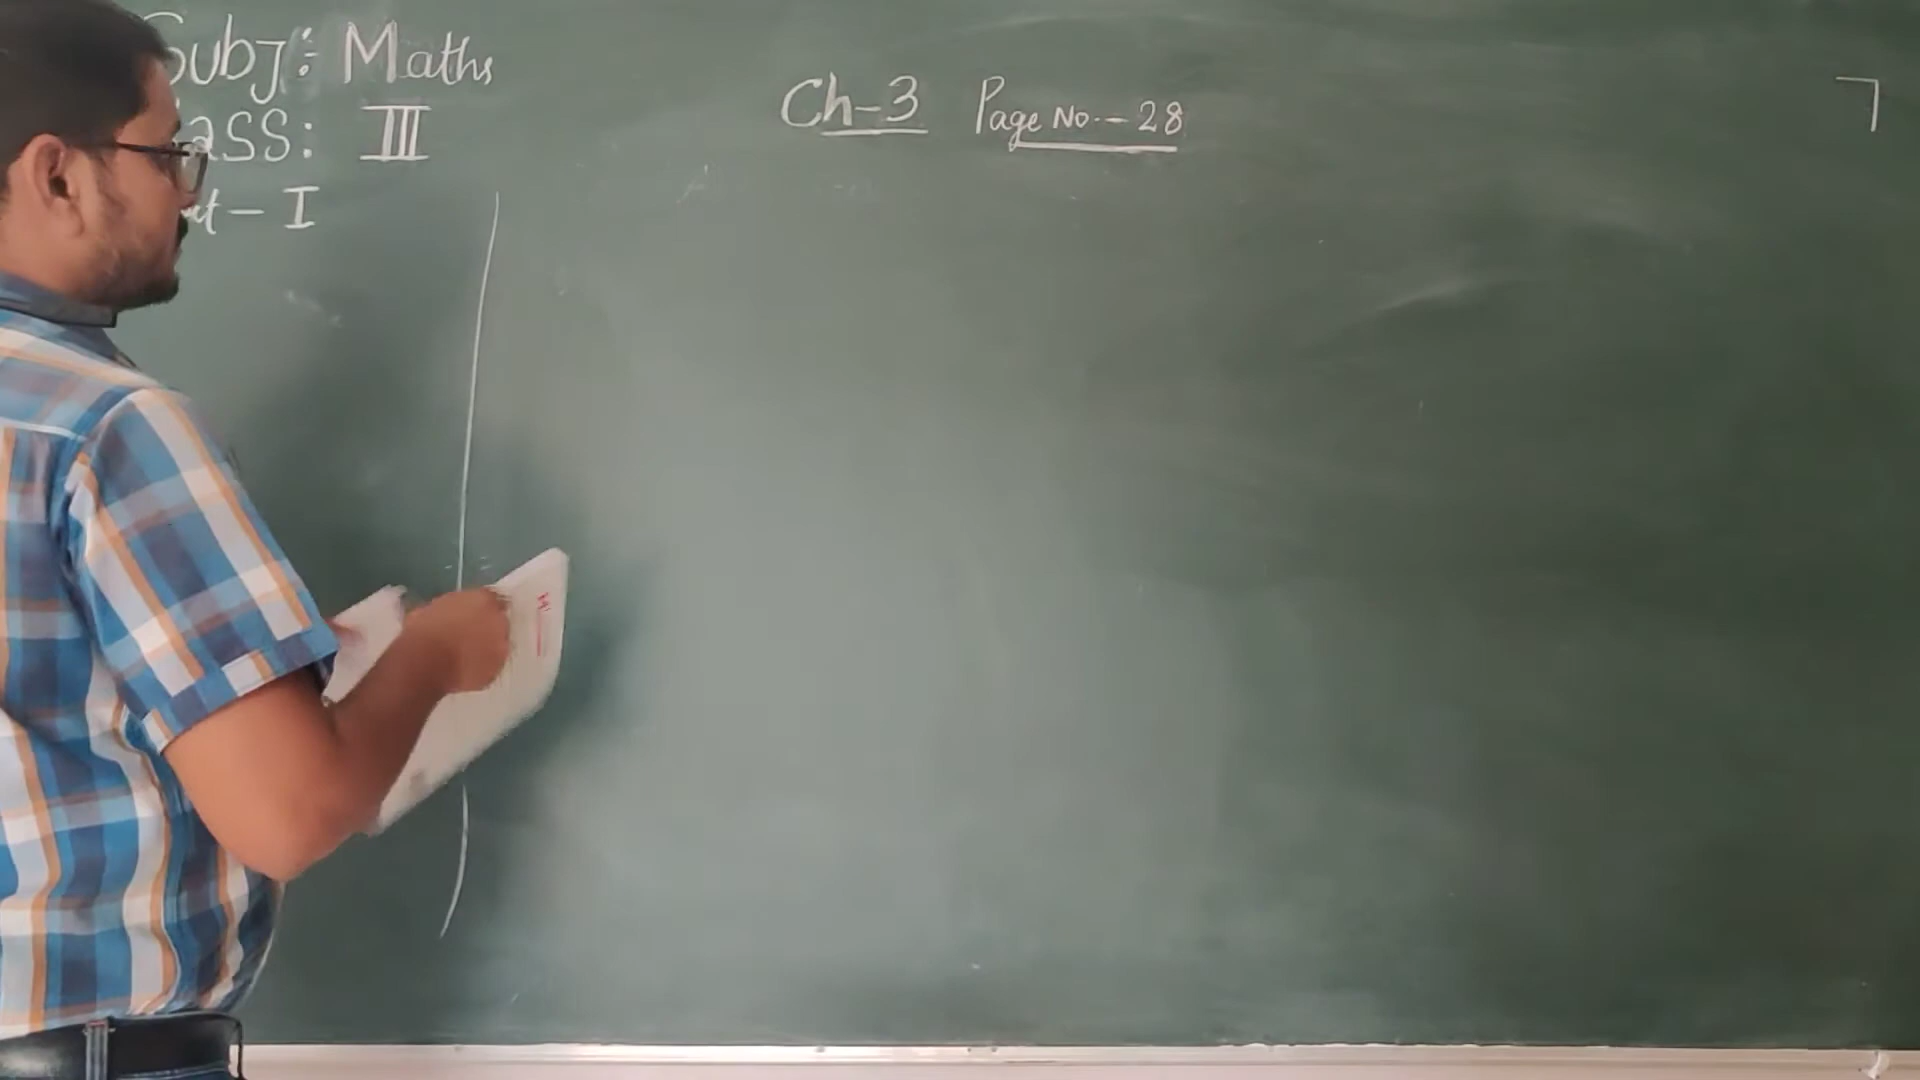 Subj: Maths
ass: III
I
Ch-3 Page No.- 28